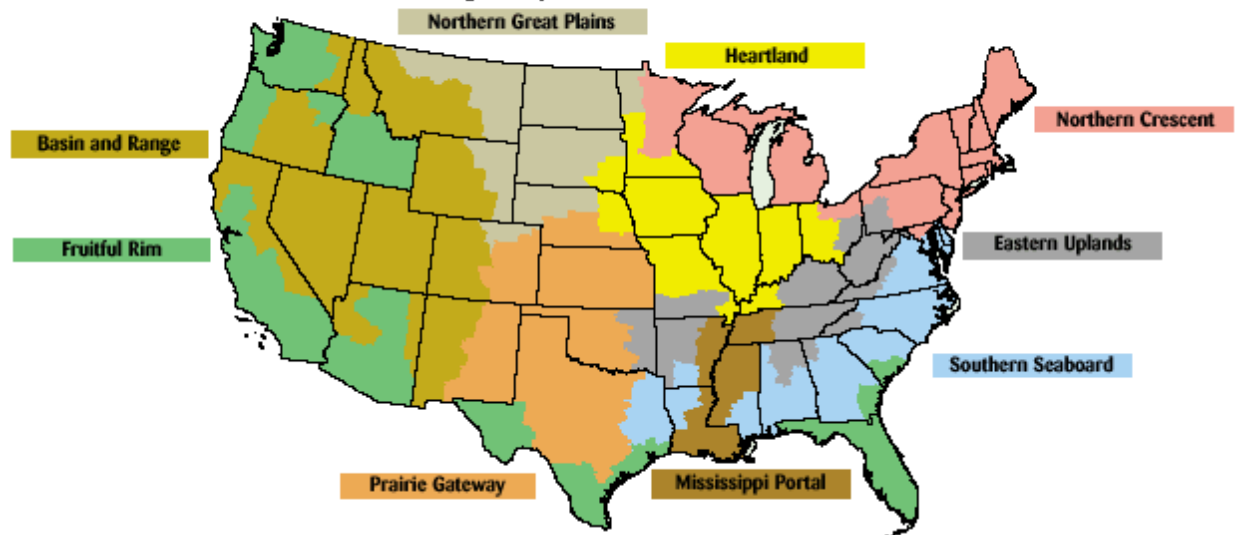 Northern Great Plains
Heartland
Northern Crescent
Basin and Range
Eastern Uplands
Fruitful Rim
Southern Seaboard
Mississippi Portal
Prairie Gateway